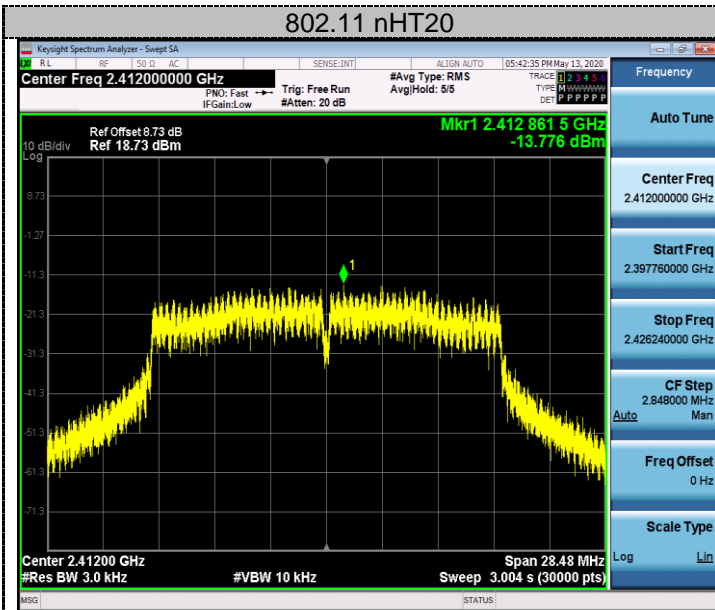 802.11 nHT20
Keysight Spectrum Analyzer - Swept SA
RL RF 50 Ω AC SENSE:INT ALIGN AUTO 05:42:35 PM May 13, 2020
Center Freq 2.412000000 GHz
PNO: Fast
IFGain:Low
Trig: Free Run
#Atten: 20 dB
#Avg Type: RMS
Avg|Hold: 5/5
TRACE 1 2 3 4 5 6
TYPE M W W W W W
DET P P P P P P
Ref Offset 8.73 dB
10 dB/div Ref 18.73 dBm
Log
Mkr1 2.412 861 5 GHz
-13.776 dBm
8.73
-1.27
-11.3
-21.3
-31.3
-41.3
-51.3
-61.3
-71.3
1
Center 2.41200 GHz Span 28.48 MHz
#Res BW 3.0 kHz #VBW 10 kHz Sweep 3.004 s (30000 pts)
MSG STATUS
Frequency
Auto Tune
Center Freq
2.412000000 GHz
Start Freq
2.397760000 GHz
Stop Freq
2.426240000 GHz
CF Step
2.848000 MHz
Auto Man
Freq Offset
0 Hz
Scale Type
Log Lin